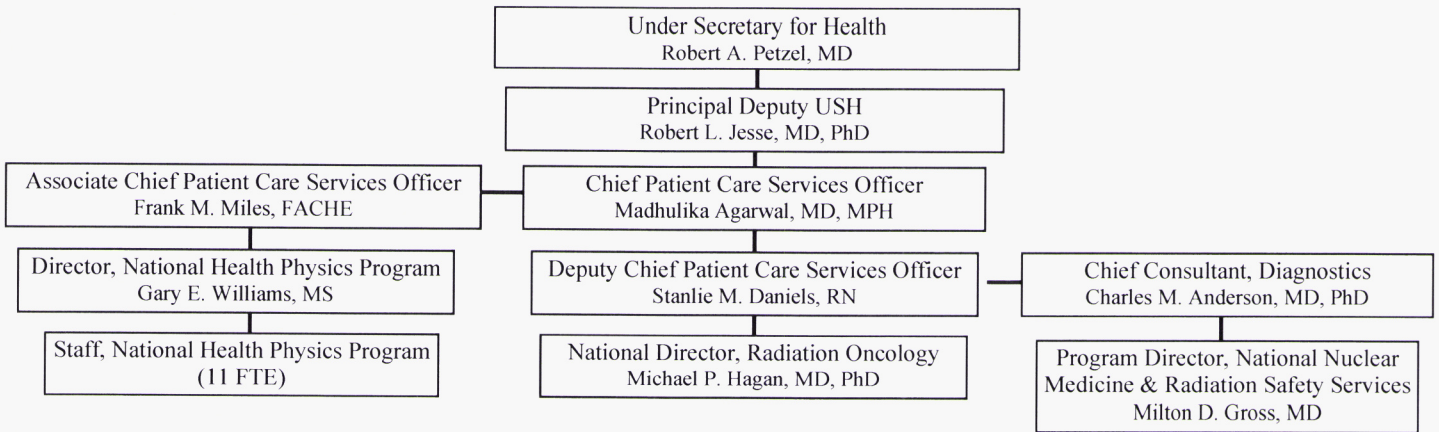 Under Secretary for Health
Robert A. Petzel, MD
Principal Deputy USH
Robert L. Jesse, MD, PhD
Associate Chief Patient Care Services Officer
Frank M. Miles, FACHE
Chief Patient Care Services Officer
Madhulika Agarwal, MD, MPH
Director, National Health Physics Program
Gary E. Williams, MS
Deputy Chief Patient Care Services Officer
Stanlie M. Daniels, RN
Chief Consultant, Diagnostics
Charles M. Anderson, MD, PhD
Staff, National Health Physics Program
(11 FTE)
National Director, Radiation Oncology
Michael P. Hagan, MD, PhD
Program Director, National Nuclear
Medicine & Radiation Safety Services
Milton D. Gross, MD